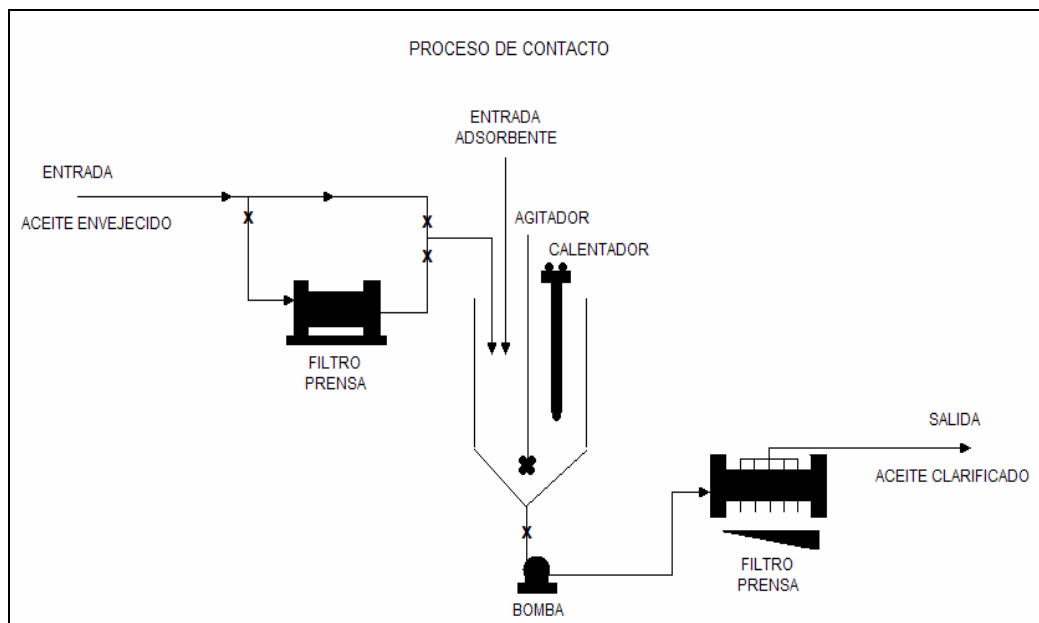 PROCESO DE CONTACTO
ENTRADA
ADSORBENTE
ENTRADA
ACEITE ENVEJECIDO
AGITADOR
CALENTADOR
FILTRO
PRENSA
SALIDA
ACEITE CLARIFICADO
FILTRO
PRENSA
BOMBA